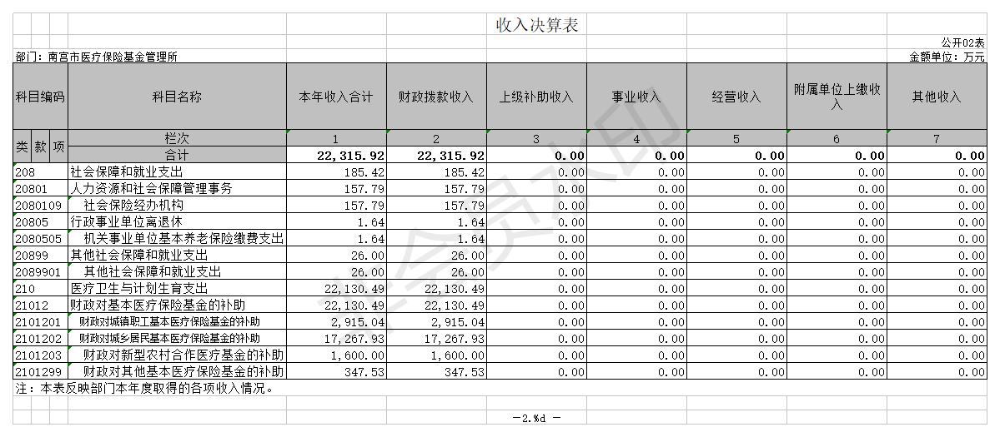 收入决算表
公开02表
部门：南宫市医疗保险基金管理所 金额单位：万元
科目编码 科目名称 本年收入合计 财政拨款收入 上级补助收入 事业收入 经营收入 附属单位上缴收入 其他收入
类 款 项 栏次 1 2 3 4 5 6 7
合计 22,315.92 22,315.92 0.00 0.00 0.00 0.00 0.00
208 社会保障和就业支出 185.42 185.42 0.00 0.00 0.00 0.00 0.00
20801 人力资源和社会保障管理事务 157.79 157.79 0.00 0.00 0.00 0.00 0.00
2080109 社会保险经办机构 157.79 157.79 0.00 0.00 0.00 0.00 0.00
20805 行政事业单位离退休 1.64 1.64 0.00 0.00 0.00 0.00 0.00
2080505 机关事业单位基本养老保险缴费支出 1.64 1.64 0.00 0.00 0.00 0.00 0.00
20899 其他社会保障和就业支出 26.00 26.00 0.00 0.00 0.00 0.00 0.00
2089901 其他社会保障和就业支出 26.00 26.00 0.00 0.00 0.00 0.00 0.00
210 医疗卫生与计划生育支出 22,130.49 22,130.49 0.00 0.00 0.00 0.00 0.00
21012 财政对基本医疗保险基金的补助 22,130.49 22,130.49 0.00 0.00 0.00 0.00 0.00
2101201 财政对城镇职工基本医疗保险基金的补助 2,915.04 2,915.04 0.00 0.00 0.00 0.00 0.00
2101202 财政对城乡居民基本医疗保险基金的补助 17,267.93 17,267.93 0.00 0.00 0.00 0.00 0.00
2101203 财政对新型农村合作医疗基金的补助 1,600.00 1,600.00 0.00 0.00 0.00 0.00 0.00
2101299 财政对其他基本医疗保险基金的补助 347.53 347.53 0.00 0.00 0.00 0.00 0.00
注：本表反映部门本年度取得的各项收入情况。
－2.%d －
非会员水印